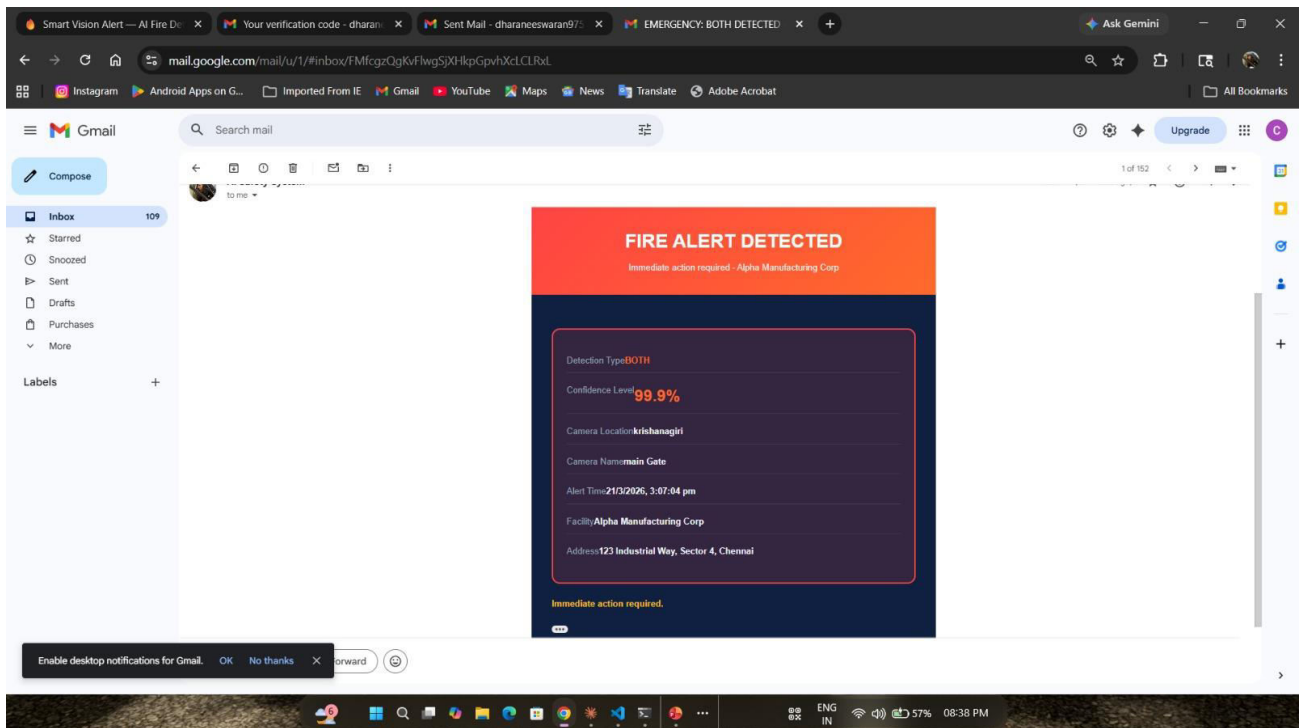 Smart Vision Alert — AI Fire De
Your verification code - dharane
Sent Mail - dharaneeswaran975
EMERGENCY: BOTH DETECTED
Ask Gemini
mail.google.com/mail/u/1/#inbox/FMfcgzQgKvFlwgSjXHkpGpvhXcLCLRxL
Instagram
Android Apps on G...
Imported From IE
Gmail
YouTube
Maps
News
Translate
Adobe Acrobat
All Bookmarks
Gmail
Search mail
Upgrade
C
Compose
1 of 152
to me
Inbox 109
Starred
Snoozed
Sent
Drafts
Purchases
More
Labels
FIRE ALERT DETECTED
Immediate action required - Alpha Manufacturing Corp
Detection TypeBOTH
Confidence Level99.9%
Camera Locationkrishanagiri
Camera Namemain Gate
Alert Time21/3/2026, 3:07:04 pm
FacilityAlpha Manufacturing Corp
Address123 Industrial Way, Sector 4, Chennai
Immediate action required.
Enable desktop notifications for Gmail. OK No thanks
orward
6
ENG
IN
57%
08:38 PM